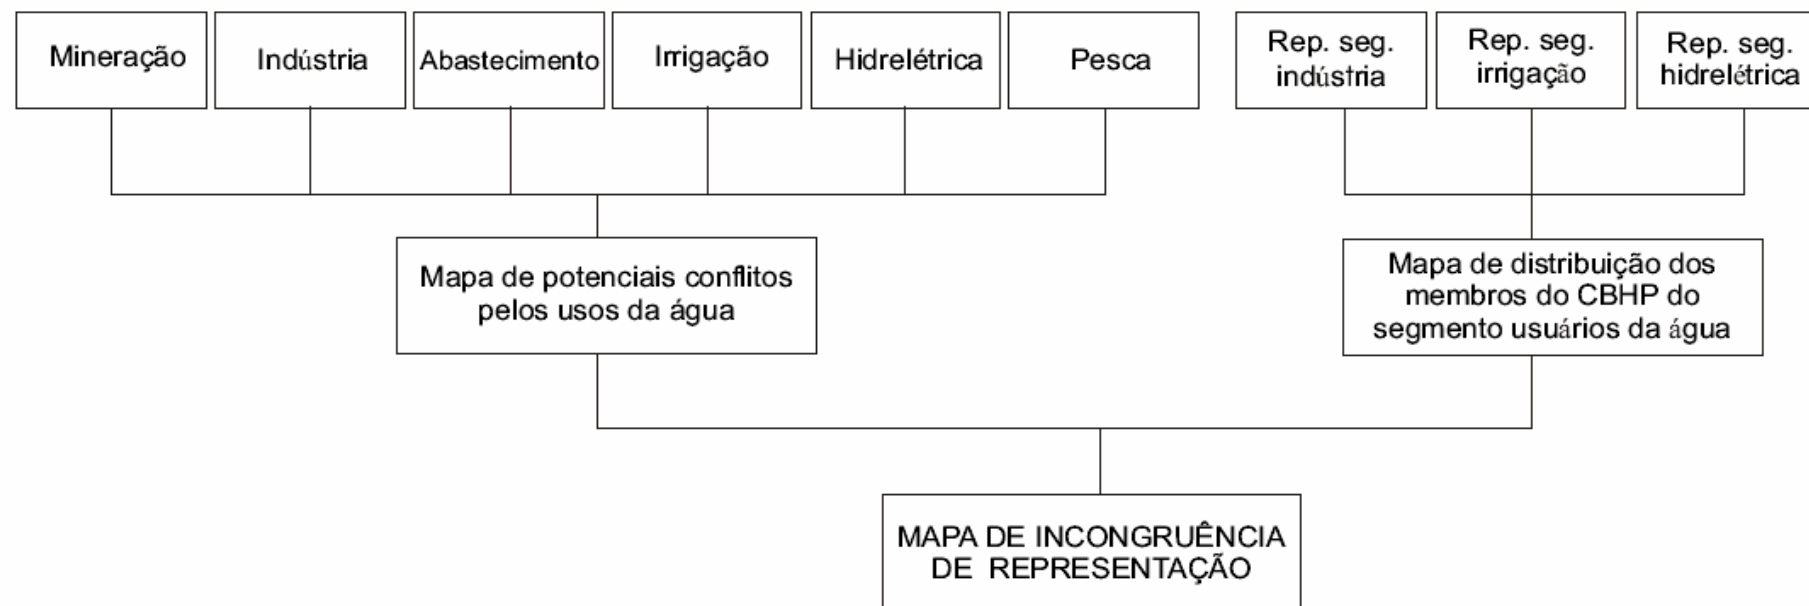 Mineração
Indústria
Abastecimento
Irrigação
Hidrelétrica
Pesca
Rep. seg.
indústria
Rep. seg.
irrigação
Rep. seg.
hidrelétrica
Mapa de potenciais conflitos
pelos usos da água
Mapa de distribuição dos
membros do CBHP do
segmento usuários da água
MAPA DE INCONGRUÊNCIA
DE REPRESENTAÇÃO